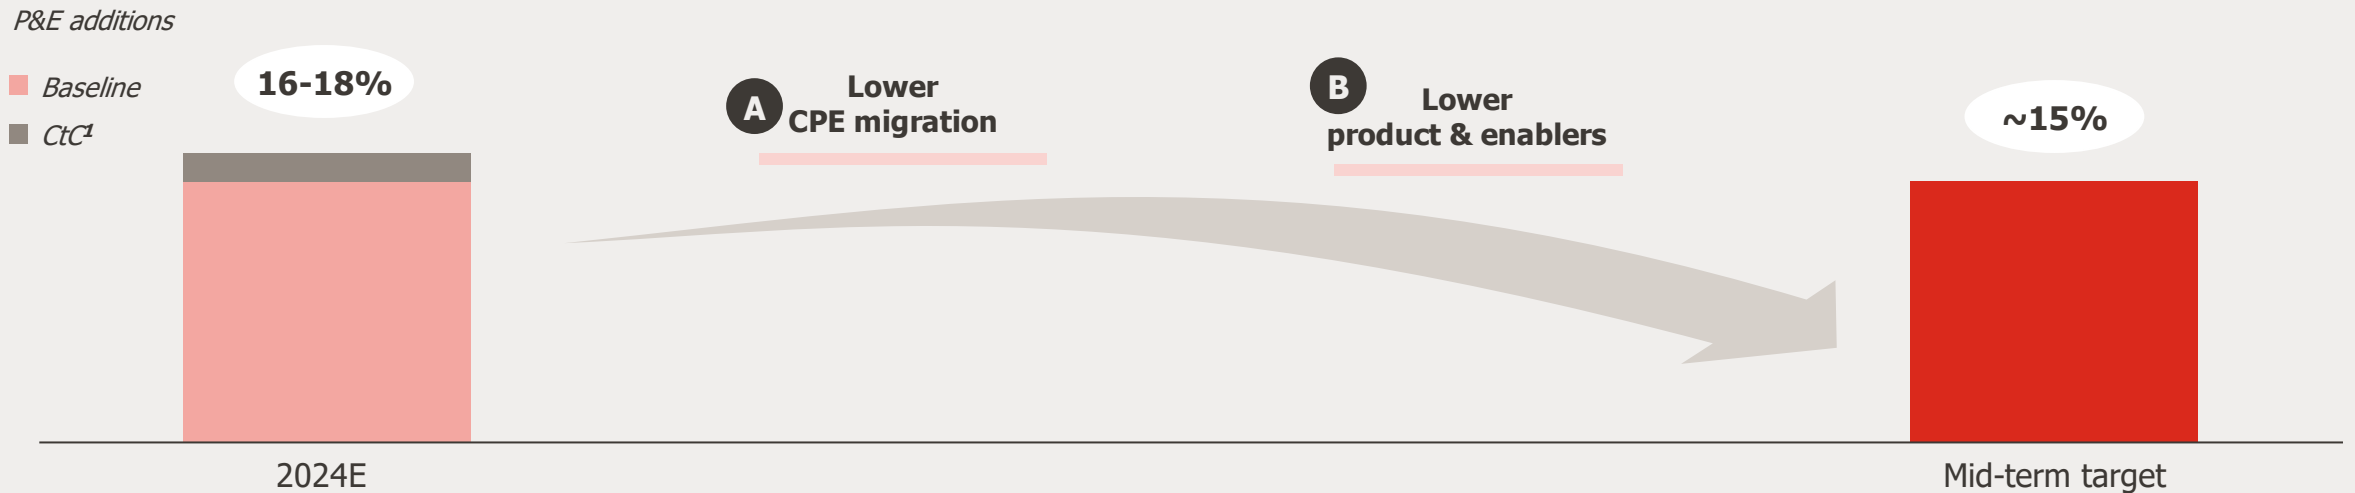 P&E additions
Baseline
CtC¹
16-18%
A
Lower
CPE migration
B
Lower
product & enablers
~15%
2024E
Mid-term target